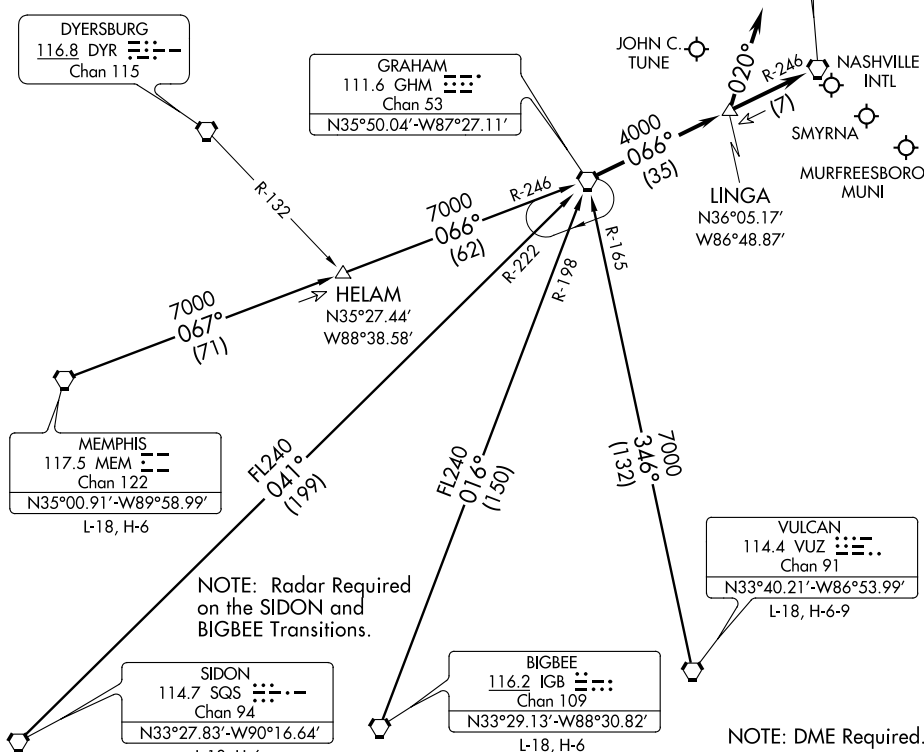 DYERSBURG
116.8 DYR
Chan 115
GRAHAM
111.6 GHM
Chan 53
N35°50.04'-W87°27.11'
JOHN C.
TUNE
020°
R-246
(7)
NASHVILLE
INTL
SMYRNA
MURFREESBORO
MUNI
4000
066°
(35)
LINGA
N36°05.17'
W86°48.87'
R-132
7000
066°
(62)
R-246
R-222
R-198
R-165
HELAM
N35°27.44'
W88°38.58'
7000
067°
(71)
MEMPHIS
117.5 MEM
Chan 122
N35°00.91'-W89°58.99'
L-18, H-6
FL240
041°
(199)
FL240
016°
(150)
7000
346°
(132)
VULCAN
114.4 VUZ
Chan 91
N33°40.21'-W86°53.99'
L-18, H-6-9
NOTE: Radar Required
on the SIDON and
BIGBEE Transitions.
SIDON
114.7 SQS
Chan 94
N33°27.83'-W90°16.64'
BIGBEE
116.2 IGB
Chan 109
N33°29.13'-W88°30.82'
L-18, H-6
NOTE: DME Required.